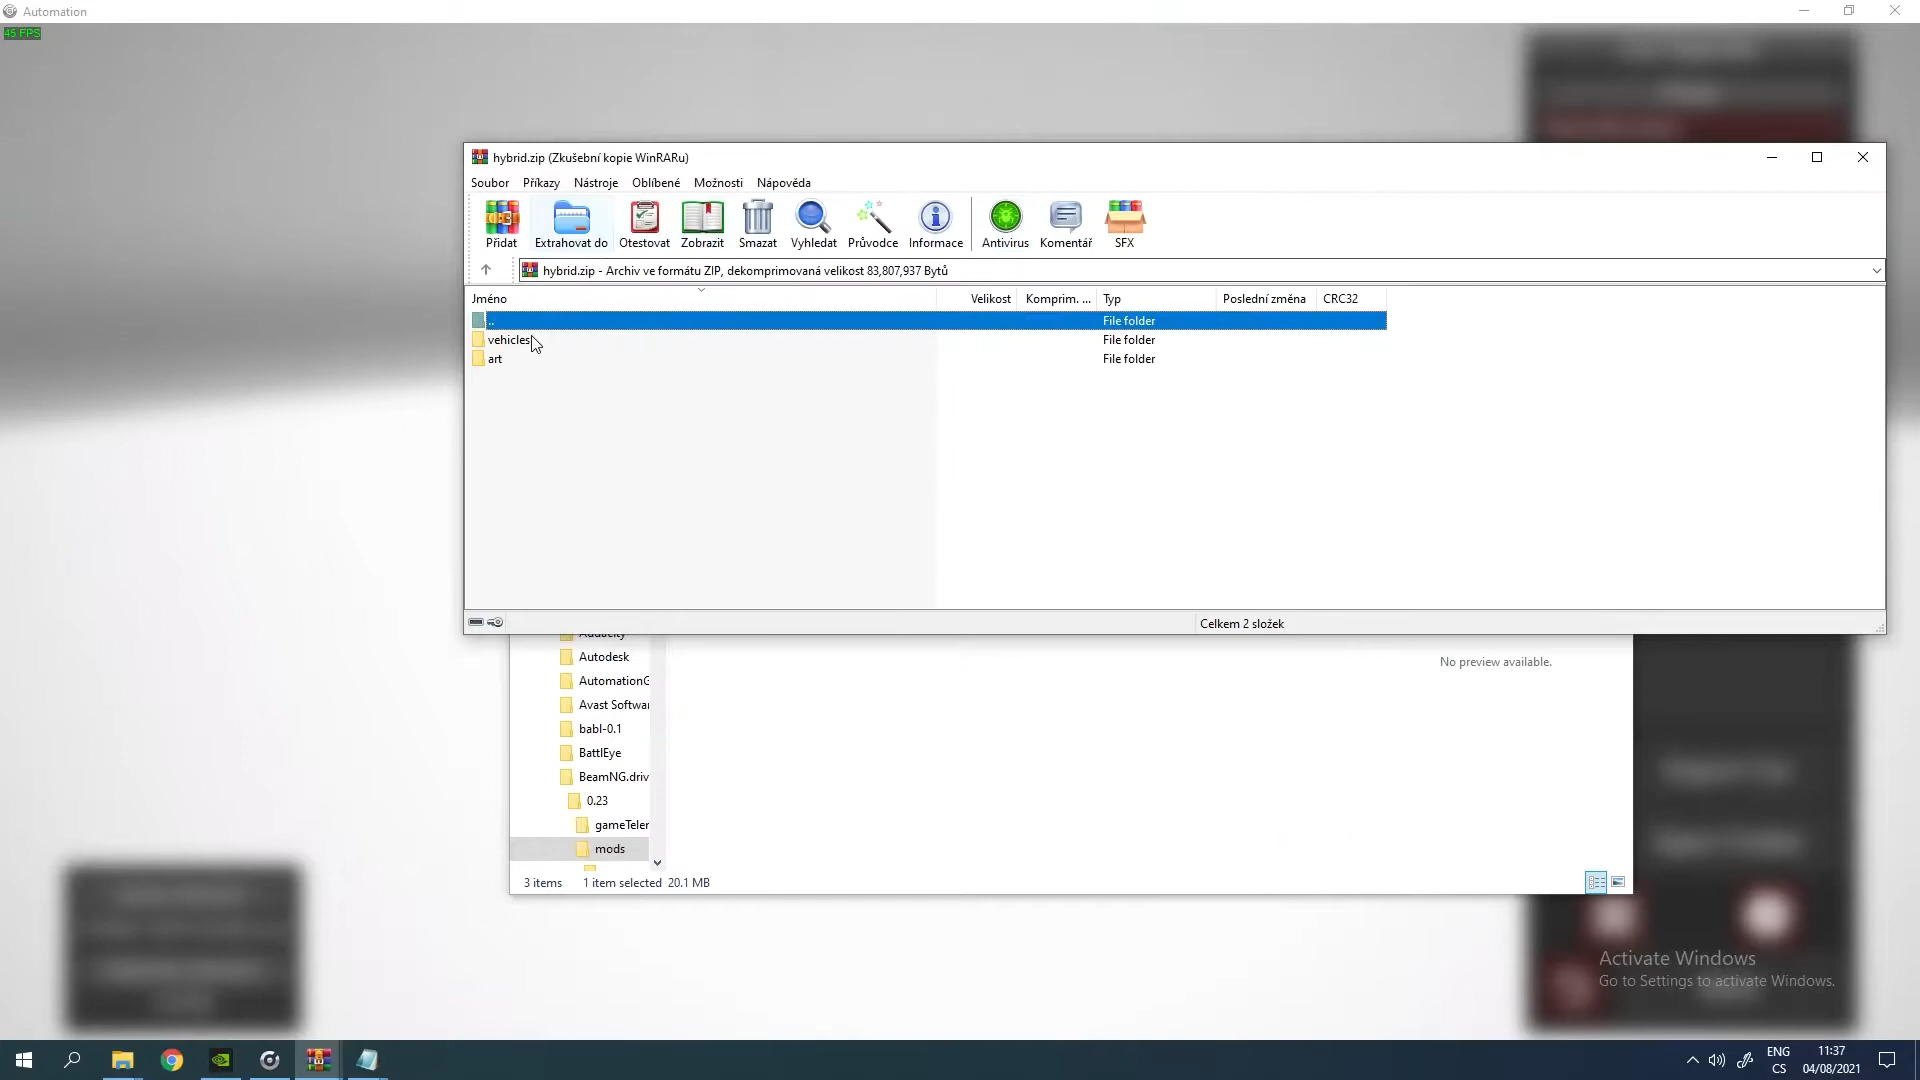 Automation
45 FPS
hybrid.zip (Zkušební kopie WinRARu)
Soubor Příkazy Nástroje Oblíbené Možnosti Nápověda
Přidat Extrahovat do Otestovat Zobrazit Smazat Vyhledat Průvodce Informace Antivirus Komentář SFX
hybrid.zip - Archiv ve formátu ZIP, dekomprimovaná velikost 83,807,937 Bytů
Jméno Velikost Komprim. ... Typ Poslední změna CRC32
.. File folder
vehicles File folder
art File folder
Celkem 2 složek
Audacity
Autodesk
No preview available.
AutomationG
Avast Softwar
babl-0.1
BattlEye
BeamNG.driv
0.23
gameTeler
mods
3 items 1 item selected 20.1 MB
Activate Windows
Go to Settings to activate Windows.
ENG 11:37
CS 04/08/2021